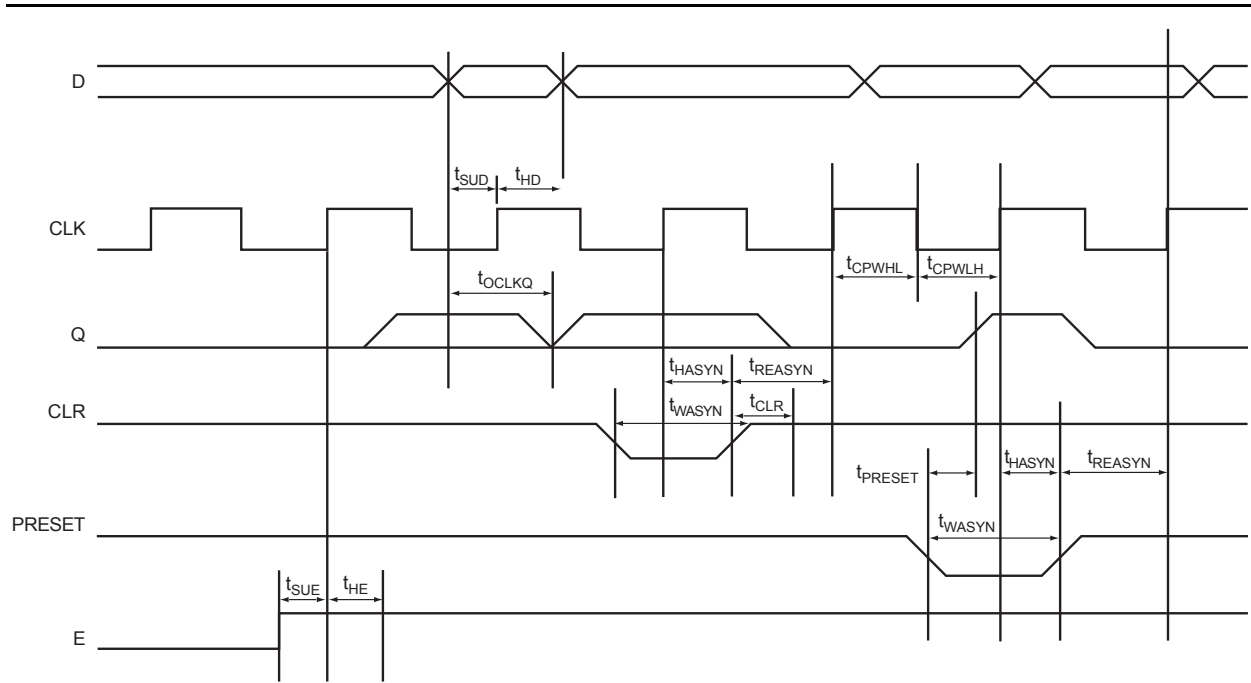 D
tSUD
tHD
CLK
tCPWHL
tCPWLH
tOCLKQ
Q
tHASYN
tREASYN
CLR
tWASYN
tCLR
tPRESET
tHASYN
tREASYN
PRESET
tWASYN
tSUE
tHE
E